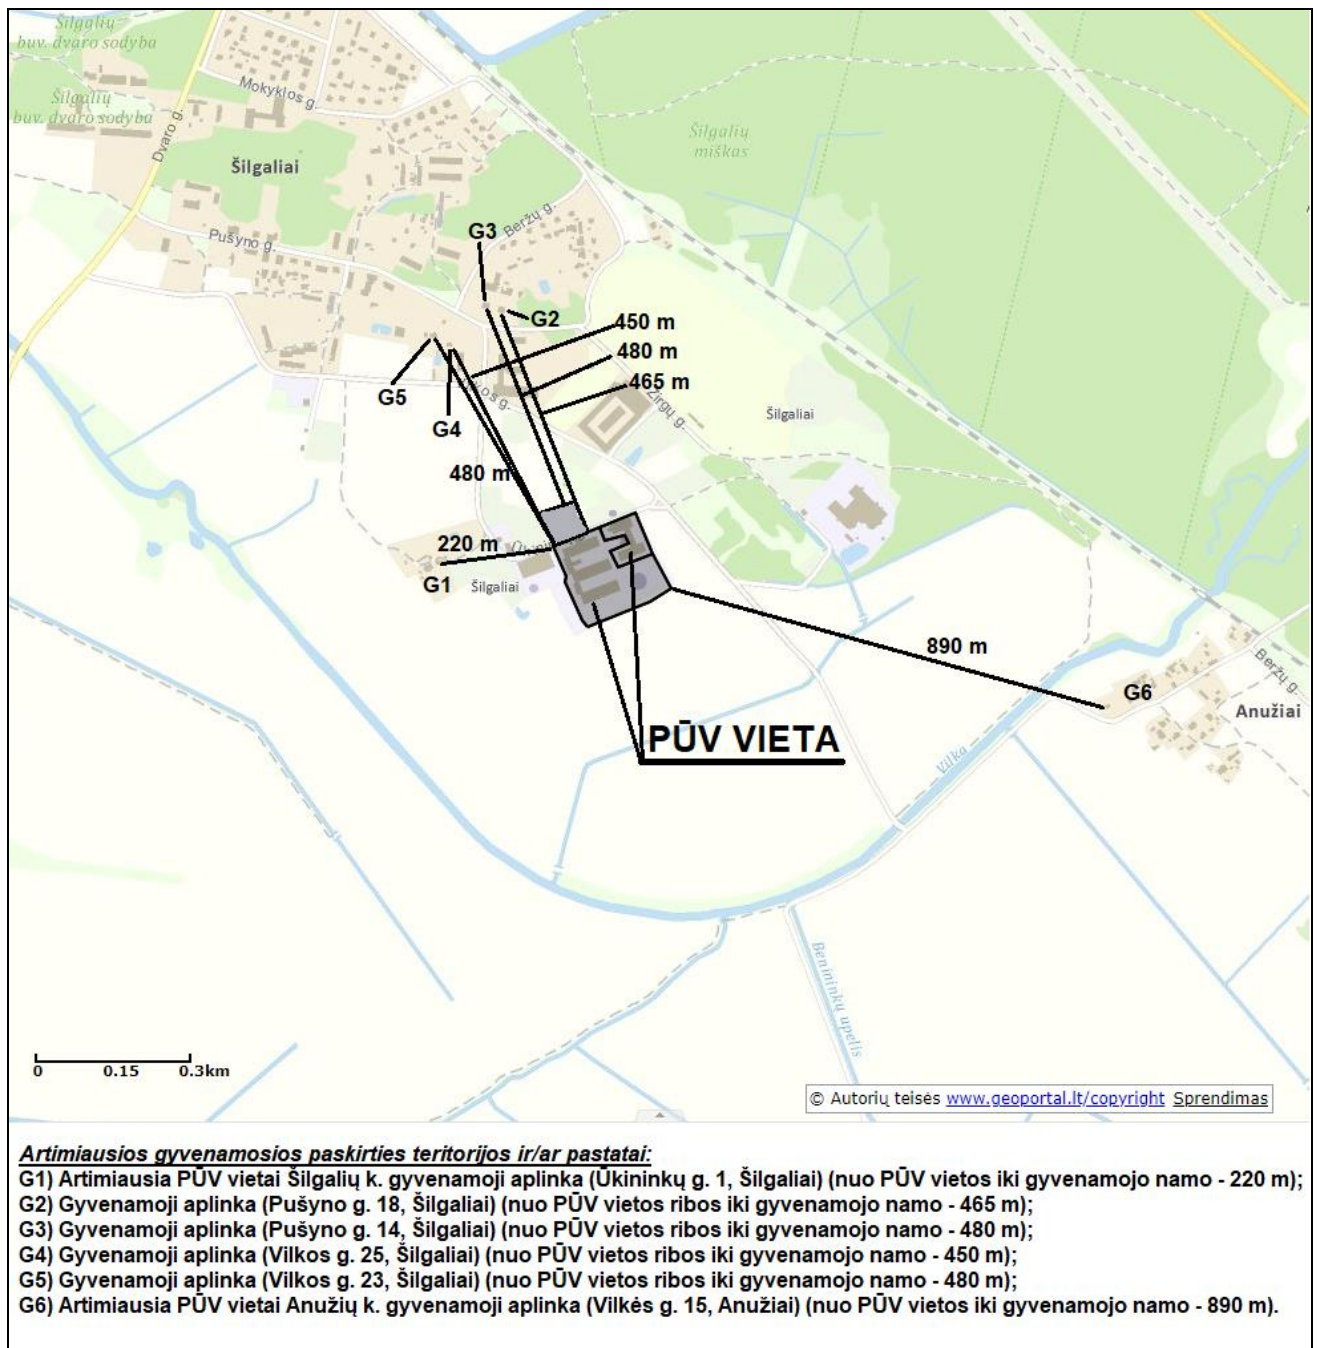 Šilgalių
buv. dvaro sodyba
Mokyklos g.
Šilgalių
buv. dvaro sodyba
Dvaro g.
Šilgalių
miškas
Šilgaliai
Beržų g.
G3
Pušyno g.
G2
450 m
480 m
465 m
G5
G4
Žirgų g.
Šilgaliai
480 m
220 m
G1
Šilgaliai
890 m
G6
Beržų g.
Anužiai
PŪV VIETA
Vilka
Benininkų upelis
0 0.15 0.3km
© Autorių teisės www.geoportal.lt/copyright Sprendimas
Artimiausios gyvenamosios paskirties teritorijos ir/ar pastatai:
G1) Artimiausia PŪV vietai Šilgalių k. gyvenamoji aplinka (Ūkininkų g. 1, Šilgaliai) (nuo PŪV vietos iki gyvenamojo namo - 220 m);
G2) Gyvenamoji aplinka (Pušyno g. 18, Šilgaliai) (nuo PŪV vietos ribos iki gyvenamojo namo - 465 m);
G3) Gyvenamoji aplinka (Pušyno g. 14, Šilgaliai) (nuo PŪV vietos ribos iki gyvenamojo namo - 480 m);
G4) Gyvenamoji aplinka (Vilkos g. 25, Šilgaliai) (nuo PŪV vietos ribos iki gyvenamojo namo - 450 m);
G5) Gyvenamoji aplinka (Vilkos g. 23, Šilgaliai) (nuo PŪV vietos ribos iki gyvenamojo namo - 480 m);
G6) Artimiausia PŪV vietai Anužių k. gyvenamoji aplinka (Vilkės g. 15, Anužiai) (nuo PŪV vietos iki gyvenamojo namo - 890 m).